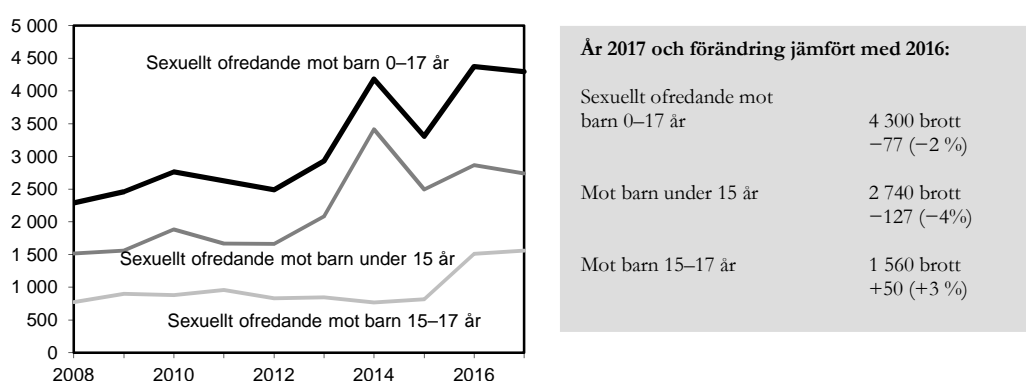 5 000
4 500
4 000
3 500
3 000
2 500
2 000
1 500
1 000
500
0
2008
2010
2012
2014
2016
Sexuellt ofredande mot barn 0–17 år
Sexuellt ofredande mot barn under 15 år
Sexuellt ofredande mot barn 15–17 år
År 2017 och förändring jämfört med 2016:
Sexuellt ofredande mot
barn 0–17 år 4 300 brott
−77 (−2 %)
Mot barn under 15 år 2 740 brott
−127 (−4%)
Mot barn 15–17 år 1 560 brott
+50 (+3 %)